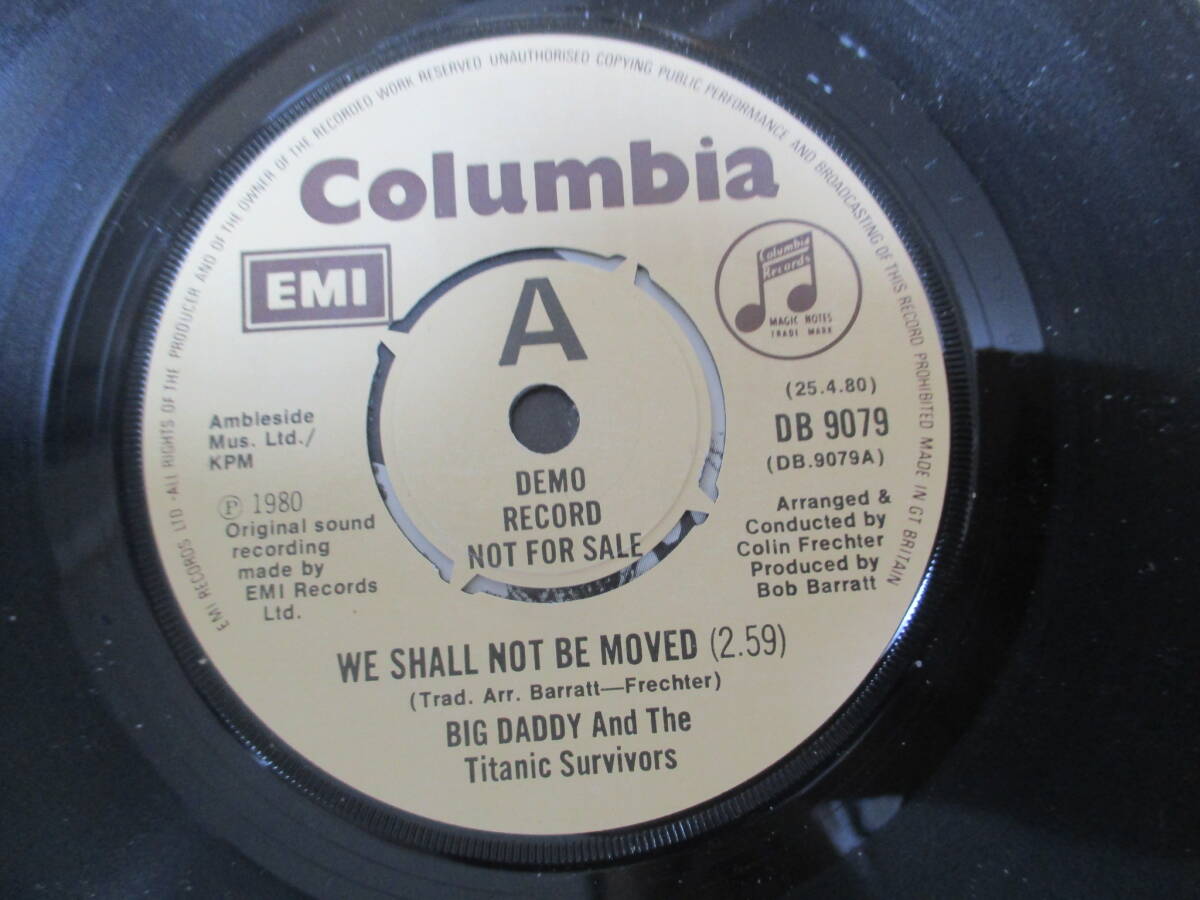 EMI RECORDS LTD -ALL RIGHTS OF THE PRODUCER AND OF THE OWNER OF THE RECORDED WORK RESERVED UNAUTHORISED COPYING PUBLIC PERFORMANCE AND BROADCASTING OF THIS RECORD PROHIBITED MADE IN GT BRITAIN
Columbia
EMI
A
Columbia
Records
MAGIC NOTES
TRADE MARK
(25.4.80)
DB 9079
(DB.9079A)
Ambleside
Mus. Ltd./
KPM
Ⓟ 1980
Original sound
recording
made by
EMI Records
Ltd.
DEMO
RECORD
NOT FOR SALE
Arranged &
Conducted by
Colin Frechter
Produced by
Bob Barratt
WE SHALL NOT BE MOVED (2.59)
(Trad. Arr. Barratt—Frechter)
BIG DADDY And The
Titanic Survivors